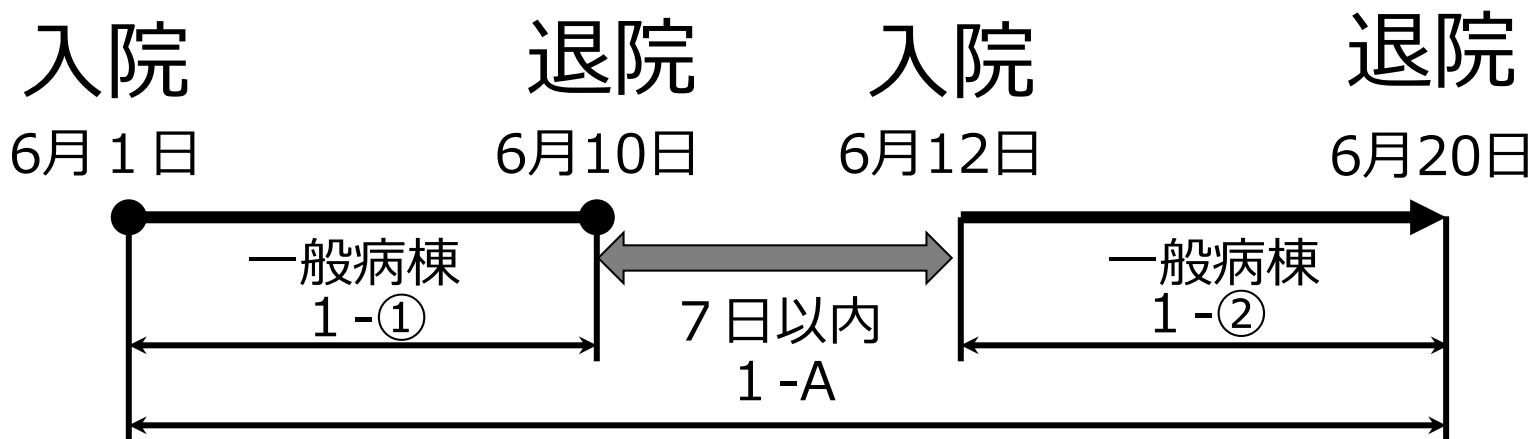 入院
退院
入院
退院
6月1日
6月10日
6月12日
6月20日
一般病棟
1-①
7日以内
一般病棟
1-②
1-A